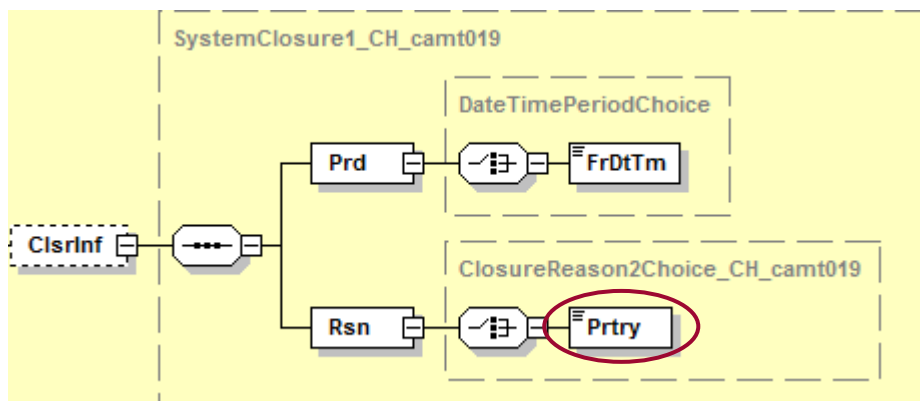 SystemClosure1_CH_camt019
DateTimePeriodChoice
Prd
FrDtTm
ClsrInf
ClosureReason2Choice_CH_camt019
Rsn
Prtry